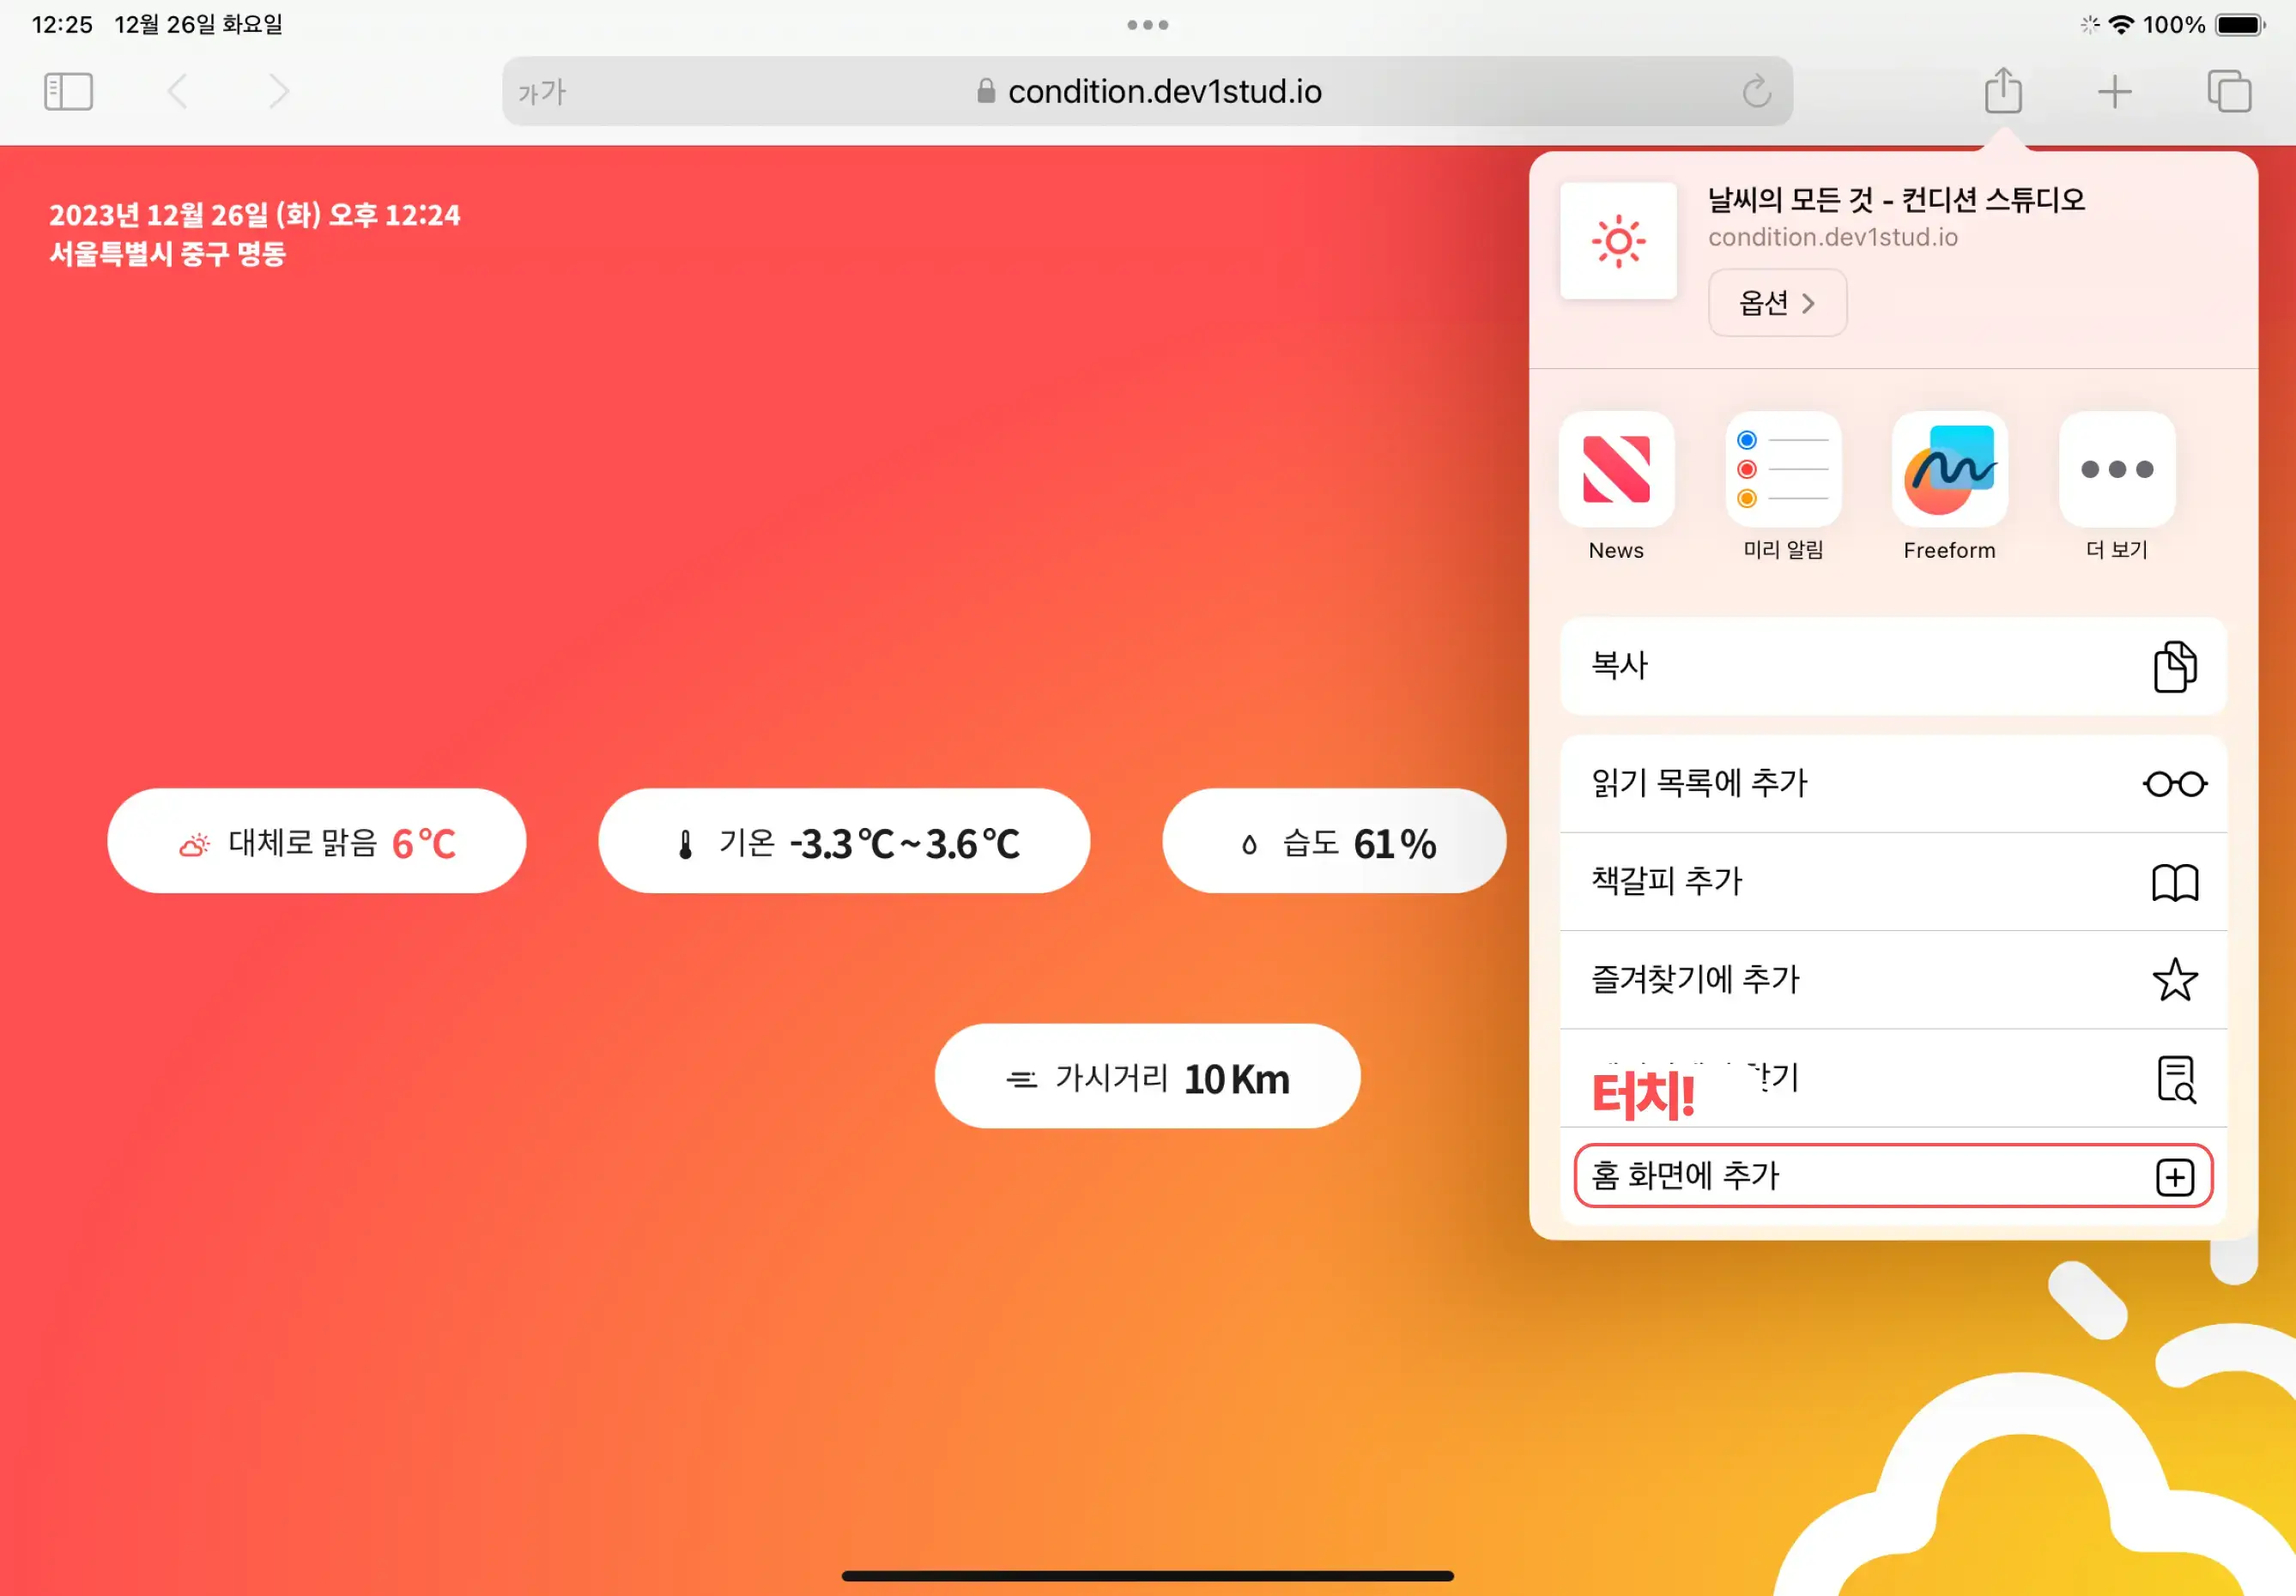 12:25 12월 26일 화요일
100%
가가
condition.dev1stud.io
2023년 12월 26일 (화) 오후 12:24
서울특별시 중구 명동
날씨의 모든 것 - 컨디션 스튜디오
condition.dev1stud.io
옵션
News
미리 알림
Freeform
더 보기
복사
읽기 목록에 추가
책갈피 추가
즐겨찾기에 추가
터치!
홈 화면에 추가
대체로 맑음 6℃
기온 -3.3℃~3.6℃
습도 61%
가시거리 10Km